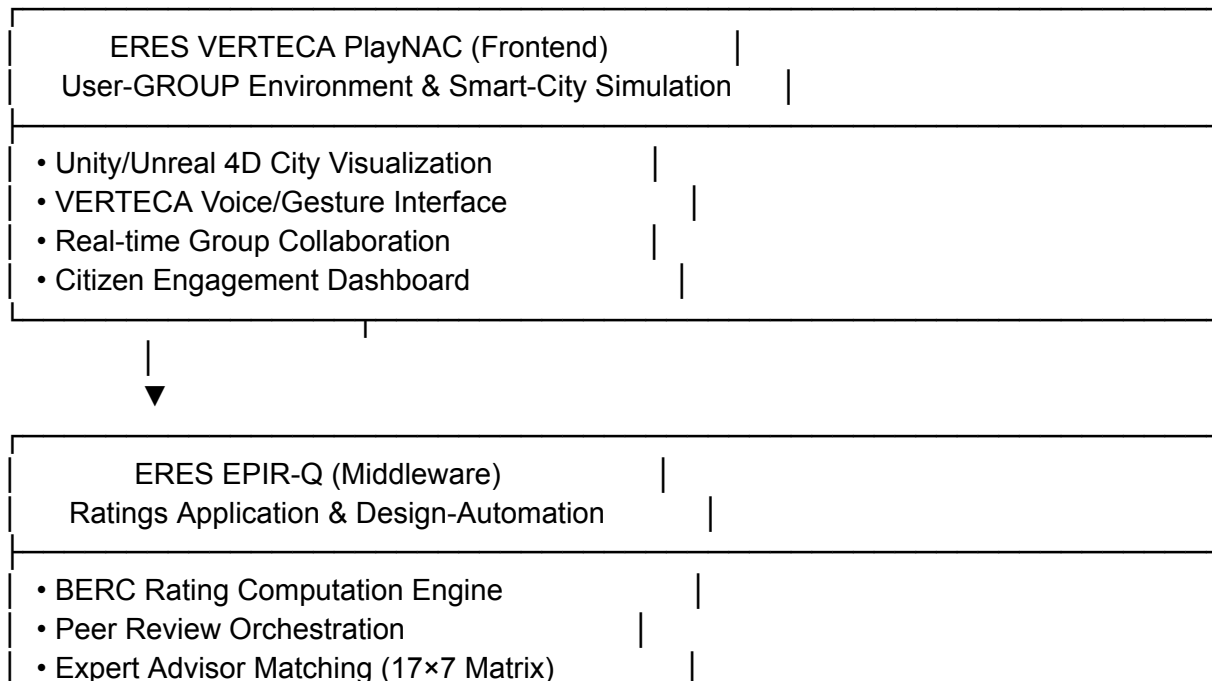 ERES VERTECA PlayNAC (Frontend)
User-GROUP Environment & Smart-City Simulation
• Unity/Unreal 4D City Visualization
• VERTECA Voice/Gesture Interface
• Real-time Group Collaboration
• Citizen Engagement Dashboard
▼
ERES EPIR-Q (Middleware)
Ratings Application & Design-Automation
• BERC Rating Computation Engine
• Peer Review Orchestration
• Expert Advisor Matching (17×7 Matrix)